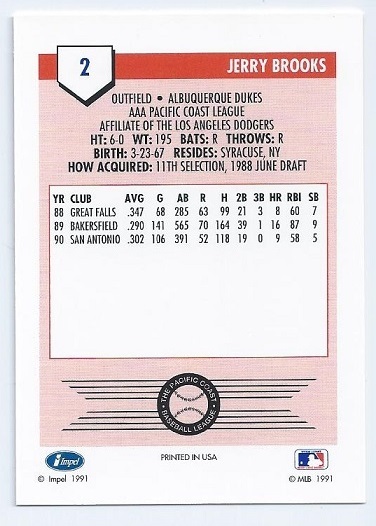 2
JERRY BROOKS
OUTFIELD • ALBUQUERQUE DUKES
AAA PACIFIC COAST LEAGUE
AFFILIATE OF THE LOS ANGELES DODGERS
HT: 6-0 WT: 195 BATS: R THROWS: R
BIRTH: 3-23-67 RESIDES: SYRACUSE, NY
HOW ACQUIRED: 11TH SELECTION, 1988 JUNE DRAFT
YR CLUB AVG G AB R H 2B 3B HR RBI SB
88 GREAT FALLS .347 68 285 63 99 21 3 8 60 7
89 BAKERSFIELD .290 141 565 70 164 39 1 16 87 9
90 SAN ANTONIO .302 106 391 52 118 19 0 9 58 5
THE PACIFIC COAST
BASEBALL LEAGUE
Impel
PRINTED IN USA
© Impel 1991
© MLB 1991